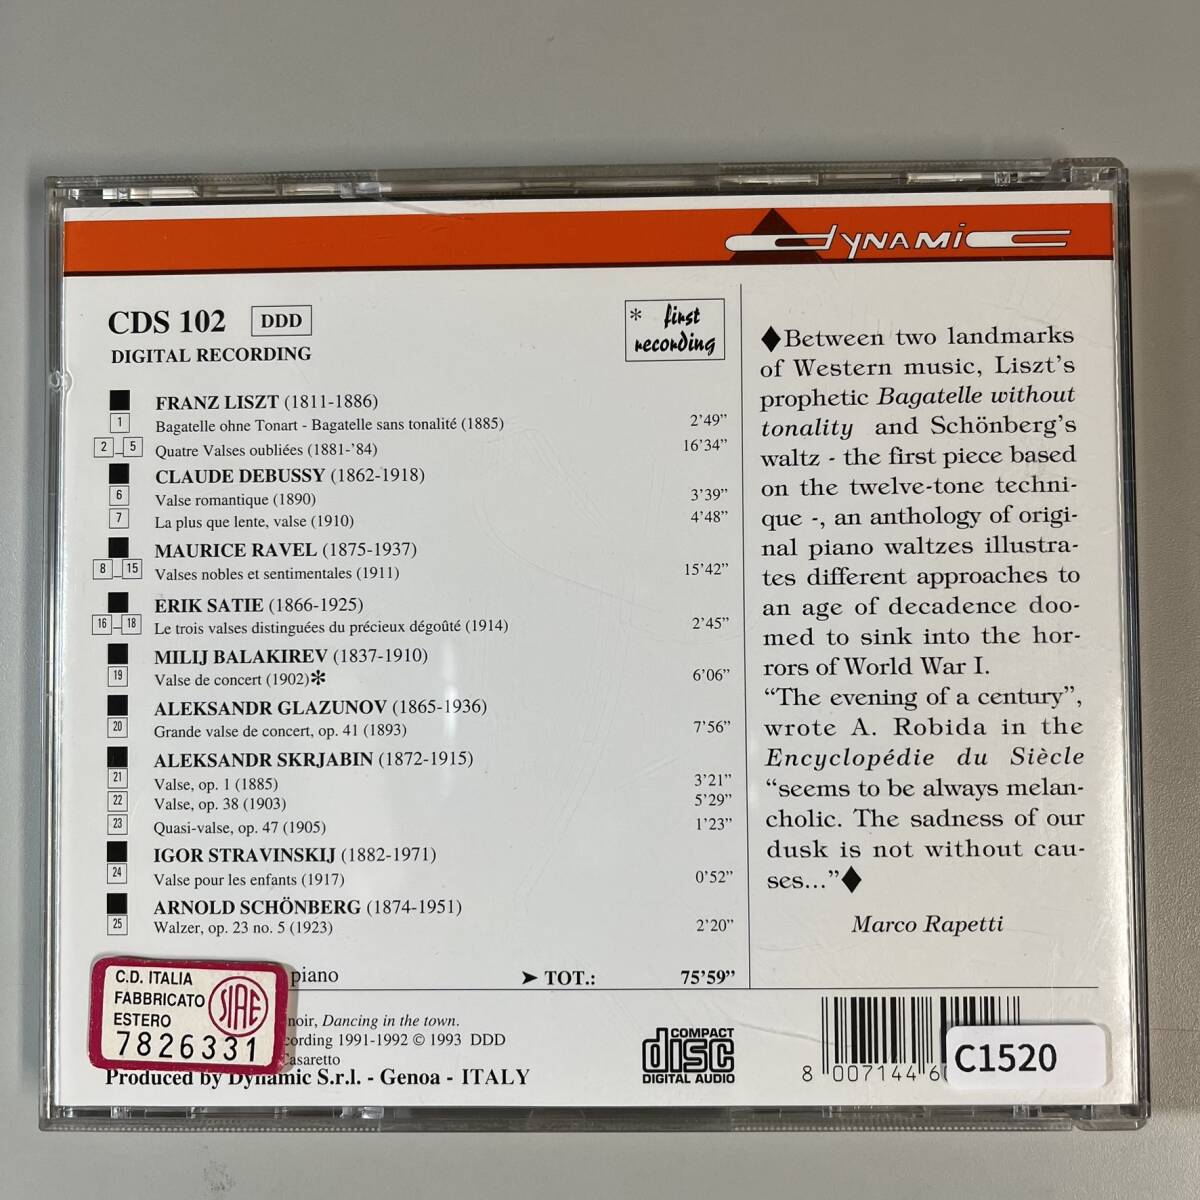 dynamic
CDS 102 DDD
DIGITAL RECORDING
* first
recording
FRANZ LISZT (1811-1886)
1 Bagatelle ohne Tonart - Bagatelle sans tonalité (1885) 2'49"
2 - 5 Quatre Valses oubliées (1881-'84) 16'34"
CLAUDE DEBUSSY (1862-1918)
6 Valse romantique (1890) 3'39"
7 La plus que lente, valse (1910) 4'48"
MAURICE RAVEL (1875-1937)
8 - 15 Valses nobles et sentimentales (1911) 15'42"
ERIK SATIE (1866-1925)
16 - 18 Le trois valses distinguées du précieux dégoûté (1914) 2'45"
MILIJ BALAKIREV (1837-1910)
19 Valse de concert (1902)* 6'06"
ALEKSANDR GLAZUNOV (1865-1936)
20 Grande valse de concert, op. 41 (1893) 7'56"
ALEKSANDR SKRJABIN (1872-1915)
21 Valse, op. 1 (1885) 3'21"
22 Valse, op. 38 (1903) 5'29"
23 Quasi-valse, op. 47 (1905) 1'23"
IGOR STRAVINSKIJ (1882-1971)
24 Valse pour les enfants (1917) 0'52"
ARNOLD SCHÖNBERG (1874-1951)
25 Walzer, op. 23 no. 5 (1923) 2'20"
piano ➤ TOT.: 75'59"
Dancing in the town.
1991-1992 © 1993 DDD
Casaretto
Produced by Dynamic S.r.l. - Genoa - ITALY
C.D. ITALIA
FABBRICATO
ESTERO
SIAE
7826331
♦Between two landmarks
of Western music, Liszt's
prophetic Bagatelle without
tonality and Schönberg's
waltz - the first piece based
on the twelve-tone techni-
que -, an anthology of origi-
nal piano waltzes illustra-
tes different approaches to
an age of decadence doo-
med to sink into the hor-
rors of World War I.
“The evening of a century”,
wrote A. Robida in the
Encyclopédie du Siècle
“seems to be always melan-
cholic. The sadness of our
dusk is not without cau-
ses...”♦
Marco Rapetti
COMPACT
disc
DIGITAL AUDIO
8 007144 6
C1520